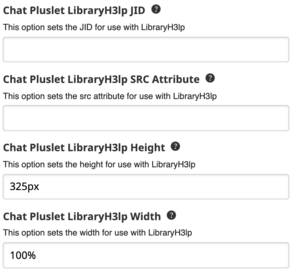 Chat Pluslet LibraryH3lp JID ?
This option sets the JID for use with LibraryH3lp
Chat Pluslet LibraryH3lp SRC Attribute ?
This option sets the src attribute for use with LibraryH3lp
Chat Pluslet LibraryH3lp Height ?
This option sets the height for use with LibraryH3lp
325px
Chat Pluslet LibraryH3lp Width ?
This option sets the width for use with LibraryH3lp
100%